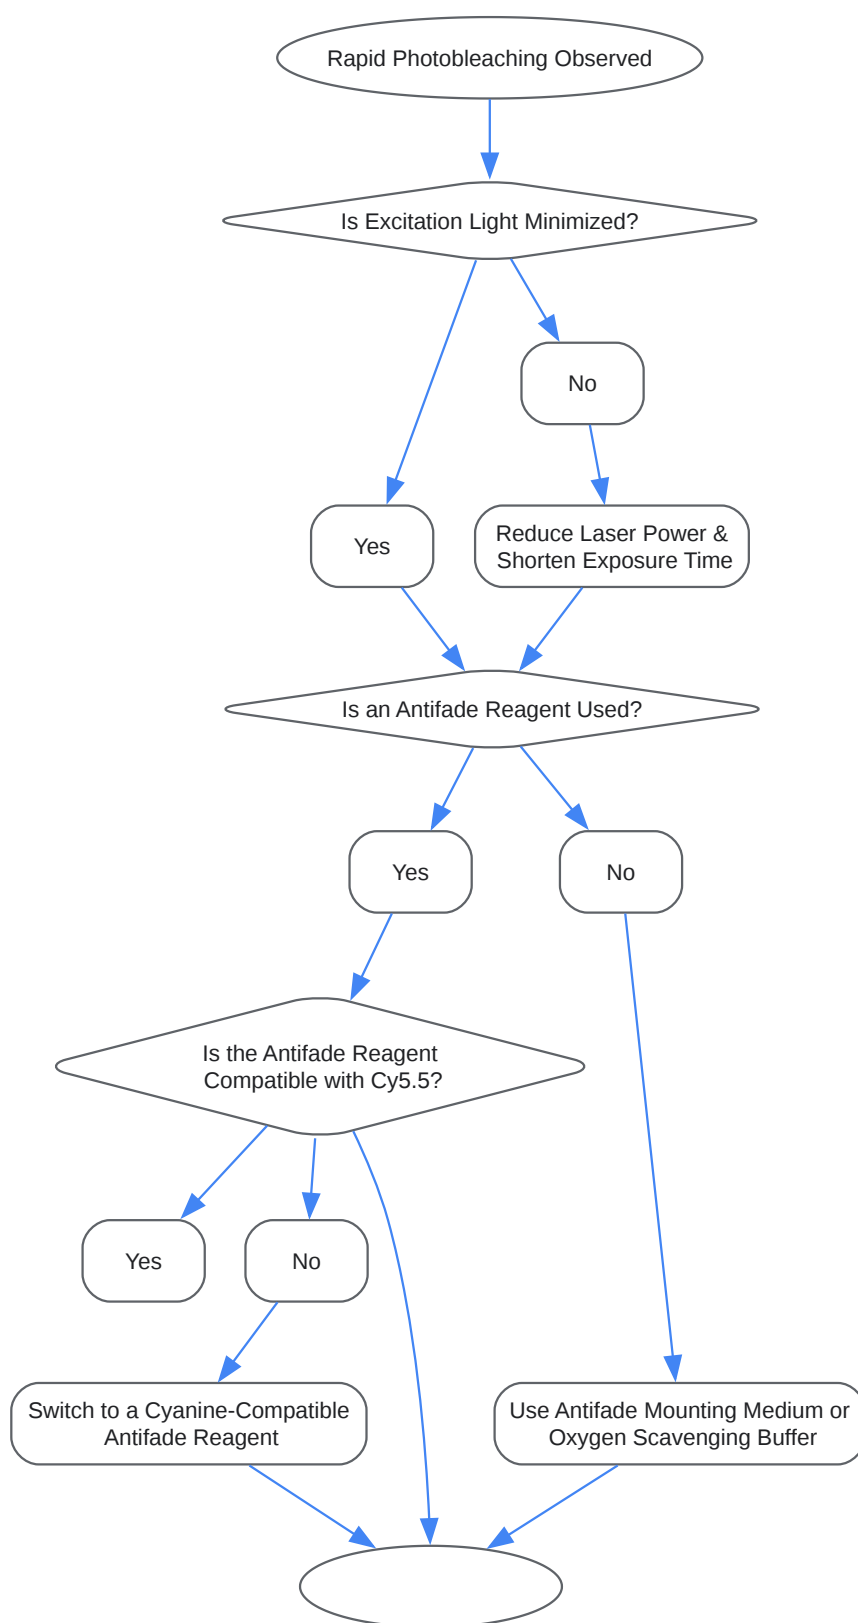 Rapid Photobleaching Observed
Is Excitation Light Minimized?
No
Yes
Reduce Laser Power &
Shorten Exposure Time
Is an Antifade Reagent Used?
Yes
No
Is the Antifade Reagent
Compatible with Cy5.5?
Yes
No
Switch to a Cyanine-Compatible
Antifade Reagent
Use Antifade Mounting Medium or
Oxygen Scavenging Buffer